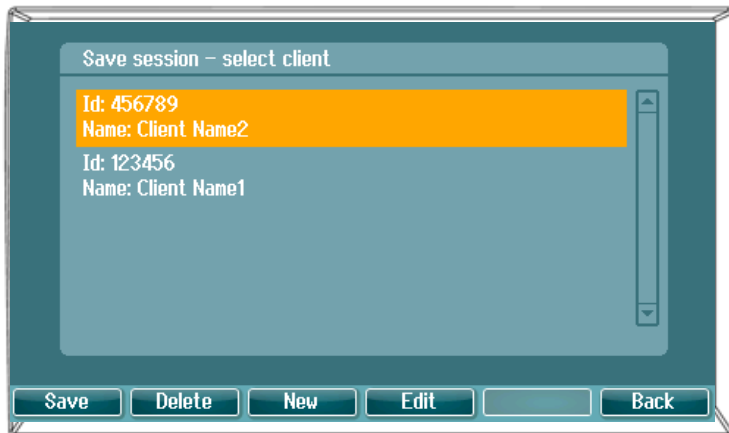 Save session – select client
Id: 456789
Name: Client Name2
Id: 123456
Name: Client Name1
Save Delete New Edit Back